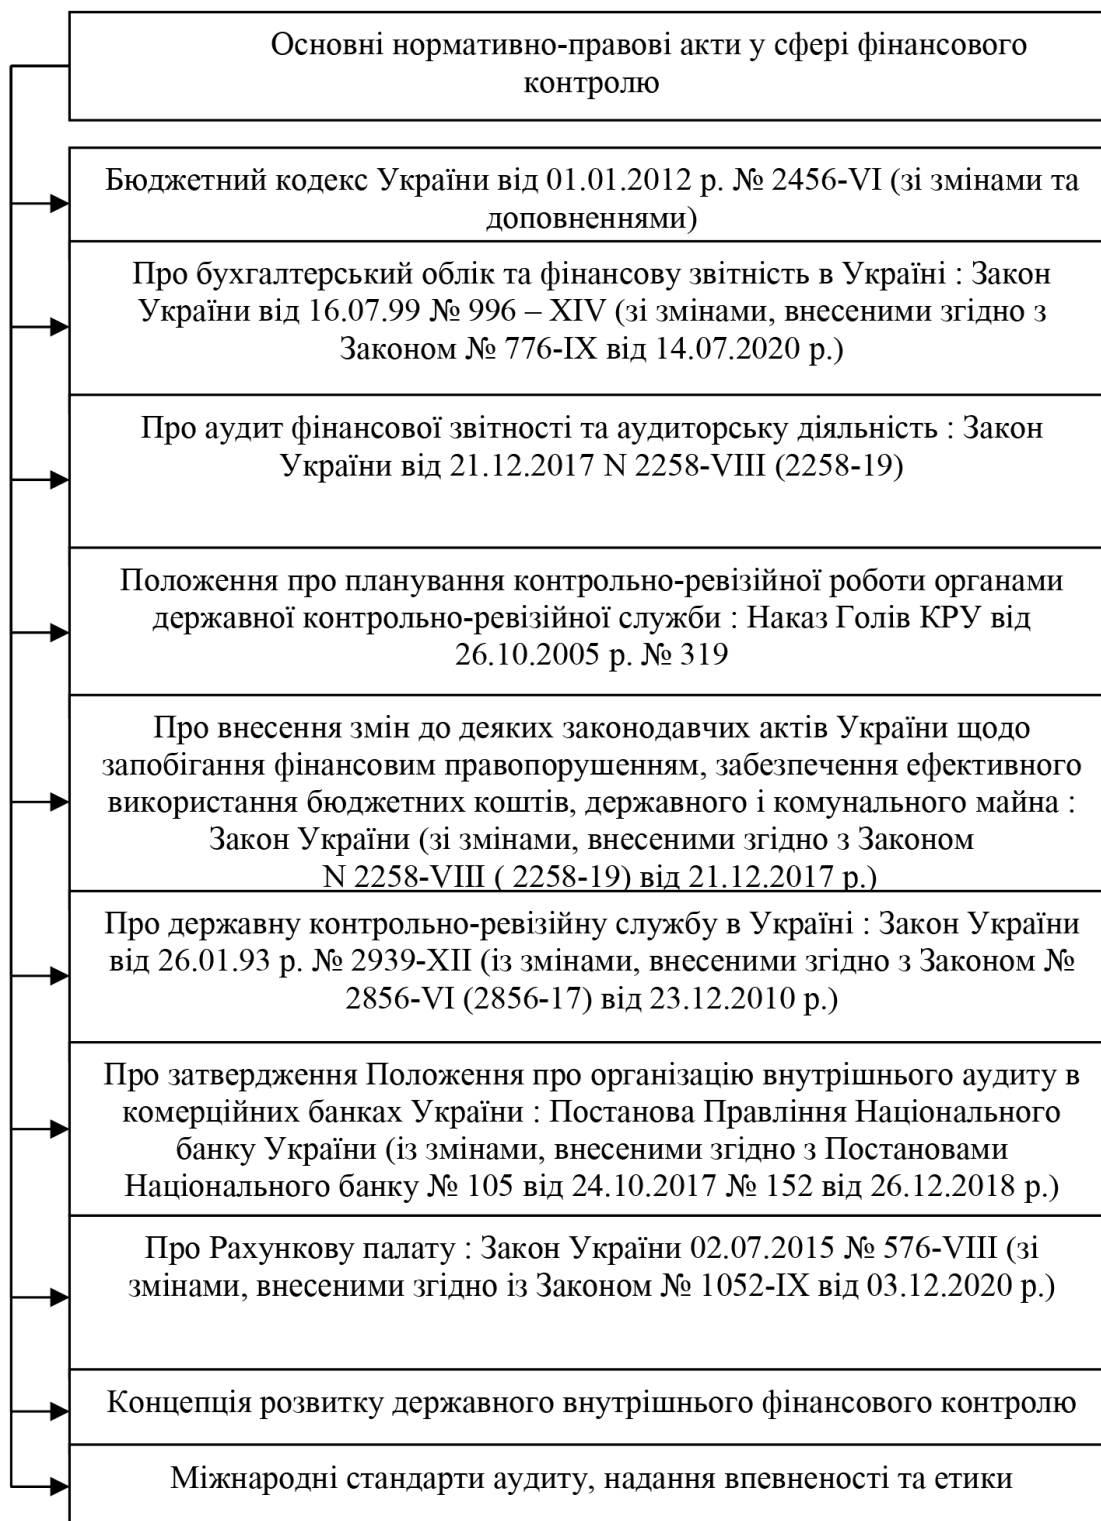 Основні нормативно-правові акти у сфері фінансового
контролю
Бюджетний кодекс України від 01.01.2012 р. № 2456-VI (зі змінами та
доповненнями)
Про бухгалтерський облік та фінансову звітність в Україні : Закон
України від 16.07.99 № 996 – XIV (зі змінами, внесеними згідно з
Законом № 776-IX від 14.07.2020 р.)
Про аудит фінансової звітності та аудиторську діяльність : Закон
України від 21.12.2017 N 2258-VIII (2258-19)
Положення про планування контрольно-ревізійної роботи органами
державної контрольно-ревізійної служби : Наказ Голів КРУ від
26.10.2005 р. № 319
Про внесення змін до деяких законодавчих актів України щодо
запобігання фінансовим правопорушенням, забезпечення ефективного
використання бюджетних коштів, державного і комунального майна :
Закон України (зі змінами, внесеними згідно з Законом
N 2258-VIII ( 2258-19) від 21.12.2017 р.)
Про державну контрольно-ревізійну службу в Україні : Закон України
від 26.01.93 р. № 2939-XII (із змінами, внесеними згідно з Законом №
2856-VI (2856-17) від 23.12.2010 р.)
Про затвердження Положення про організацію внутрішнього аудиту в
комерційних банках України : Постанова Правління Національного
банку України (із змінами, внесеними згідно з Постановами
Національного банку № 105 від 24.10.2017 № 152 від 26.12.2018 р.)
Про Рахункову палату : Закон України 02.07.2015 № 576-VIII (зі
змінами, внесеними згідно із Законом № 1052-IX від 03.12.2020 р.)
Концепція розвитку державного внутрішнього фінансового контролю
Міжнародні стандарти аудиту, надання впевненості та етики